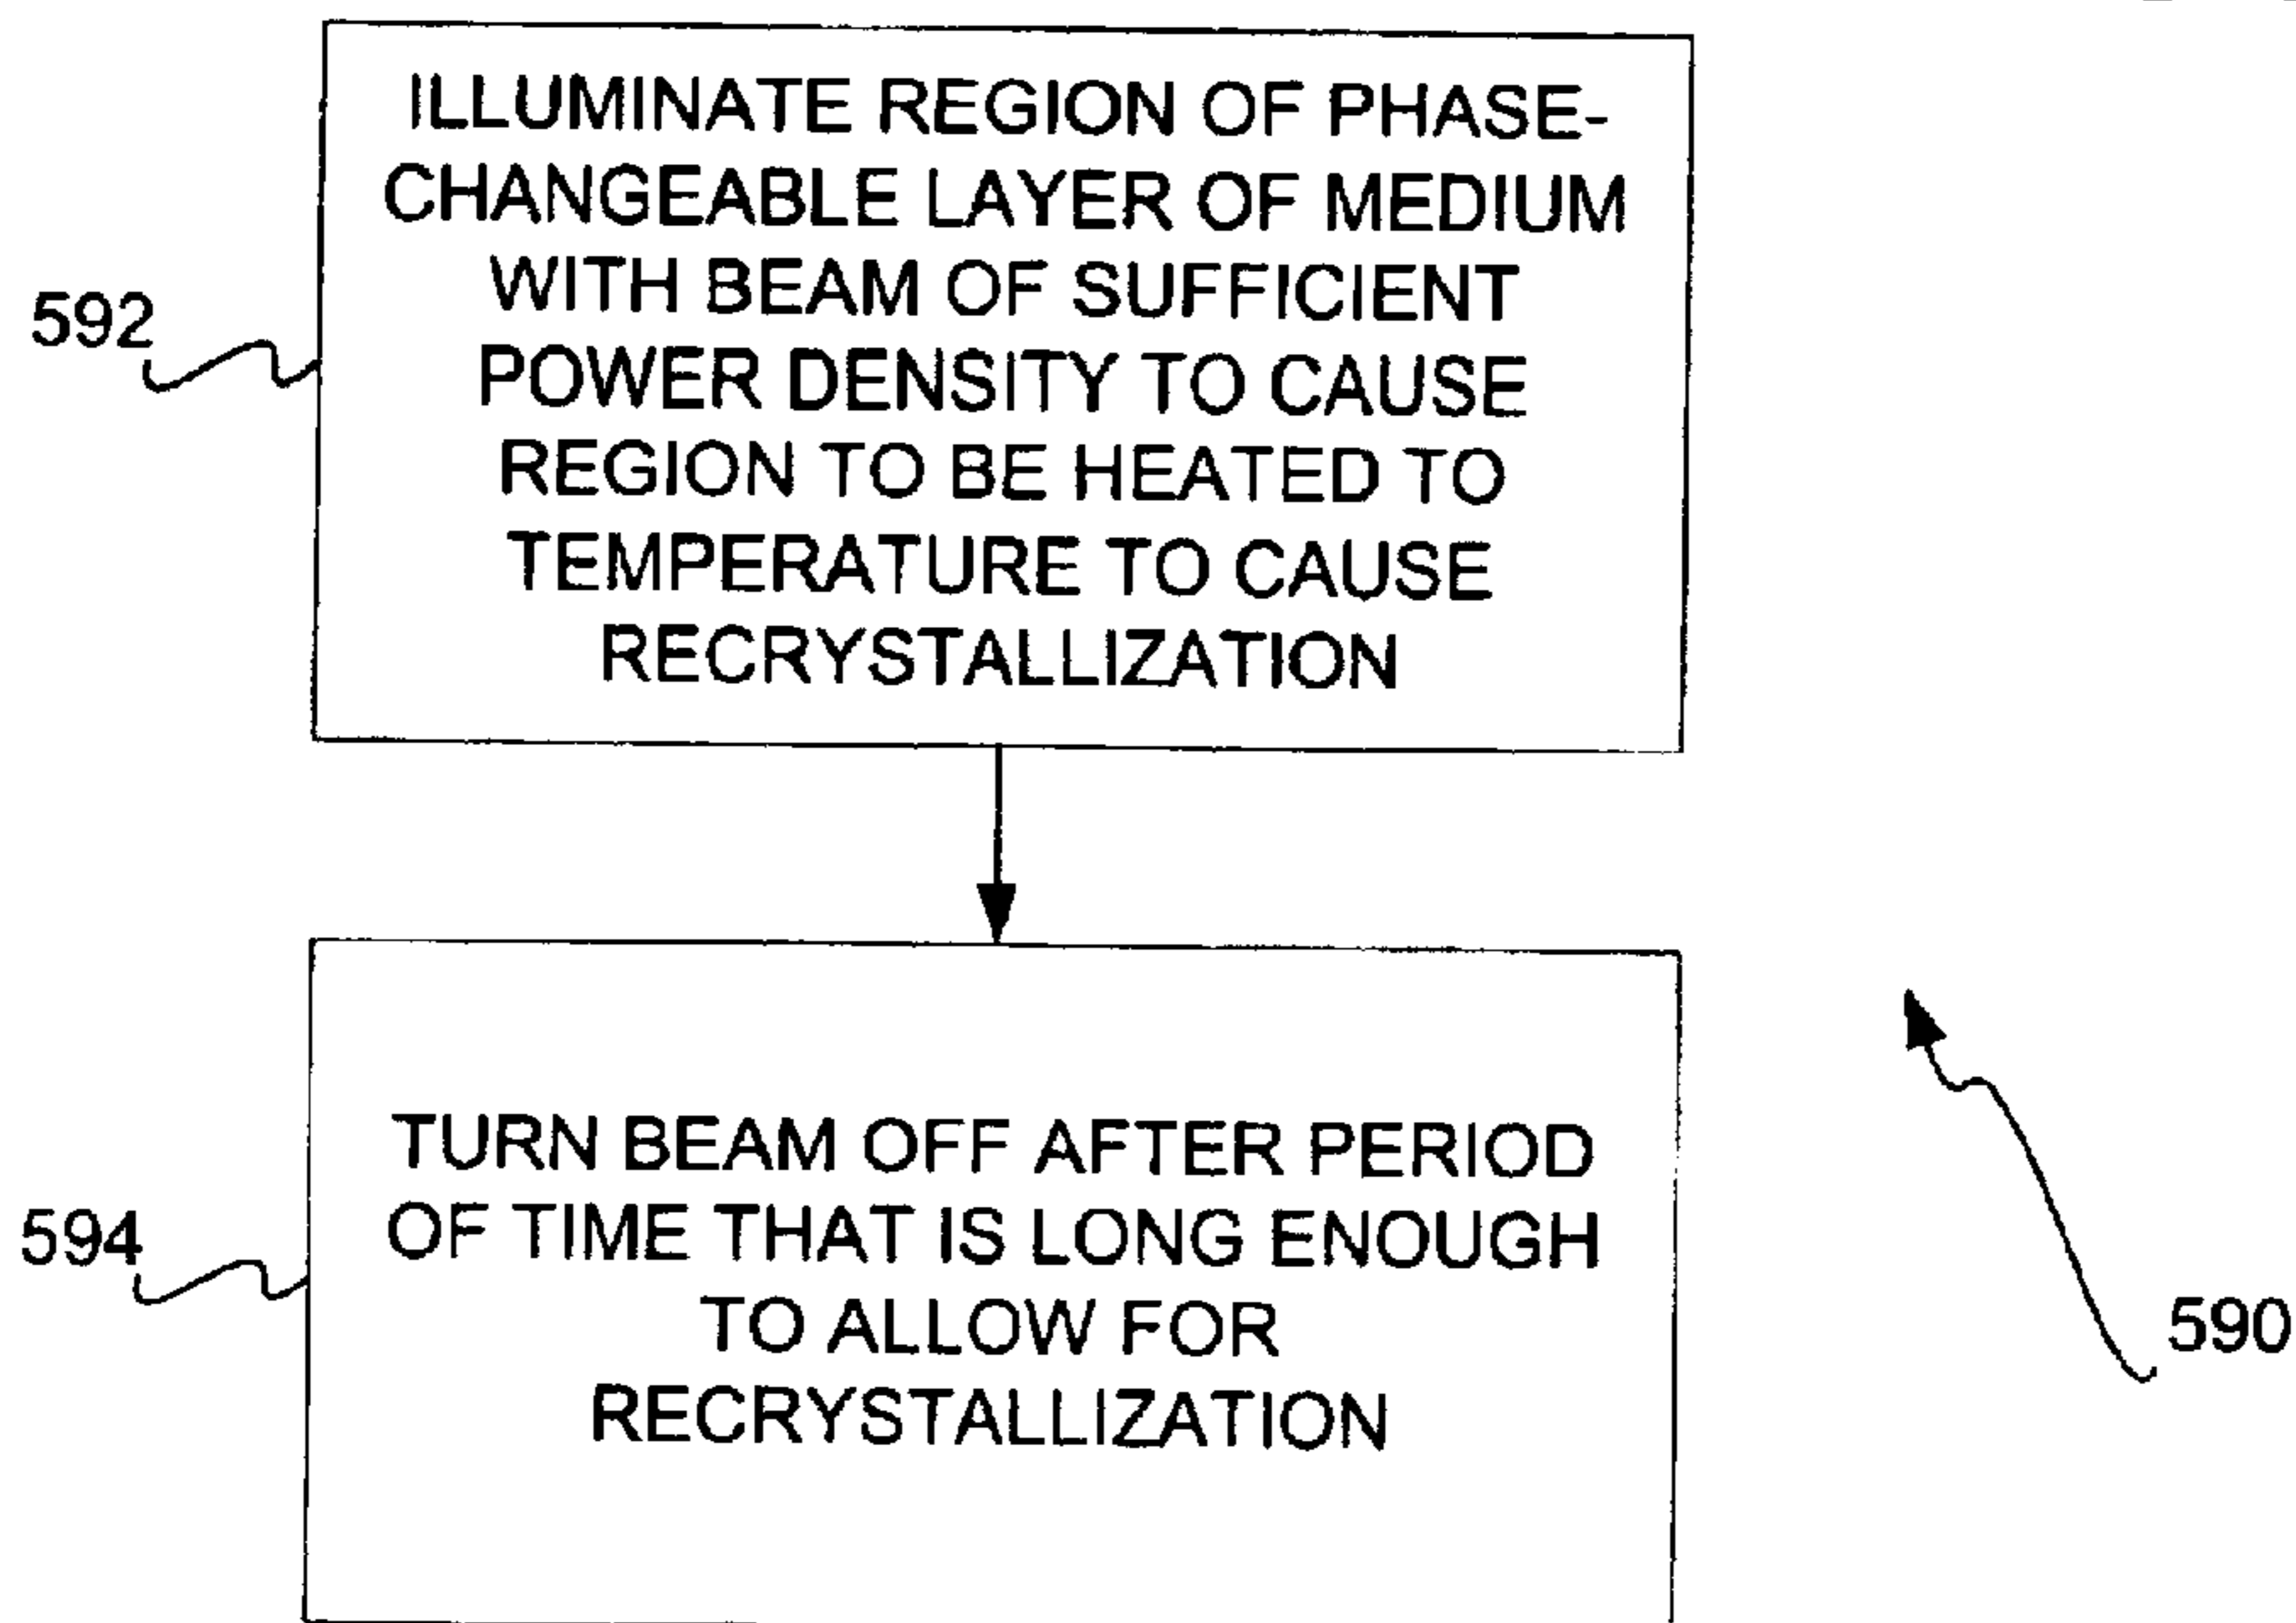 ILLUMINATE REGION OF PHASE-
CHANGEABLE LAYER OF MEDIUM
WITH BEAM OF SUFFICIENT
POWER DENSITY TO CAUSE
REGION TO BE HEATED TO
TEMPERATURE TO CAUSE
RECRYSTALLIZATION
592
TURN BEAM OFF AFTER PERIOD
OF TIME THAT IS LONG ENOUGH
TO ALLOW FOR
RECRYSTALLIZATION
594
590